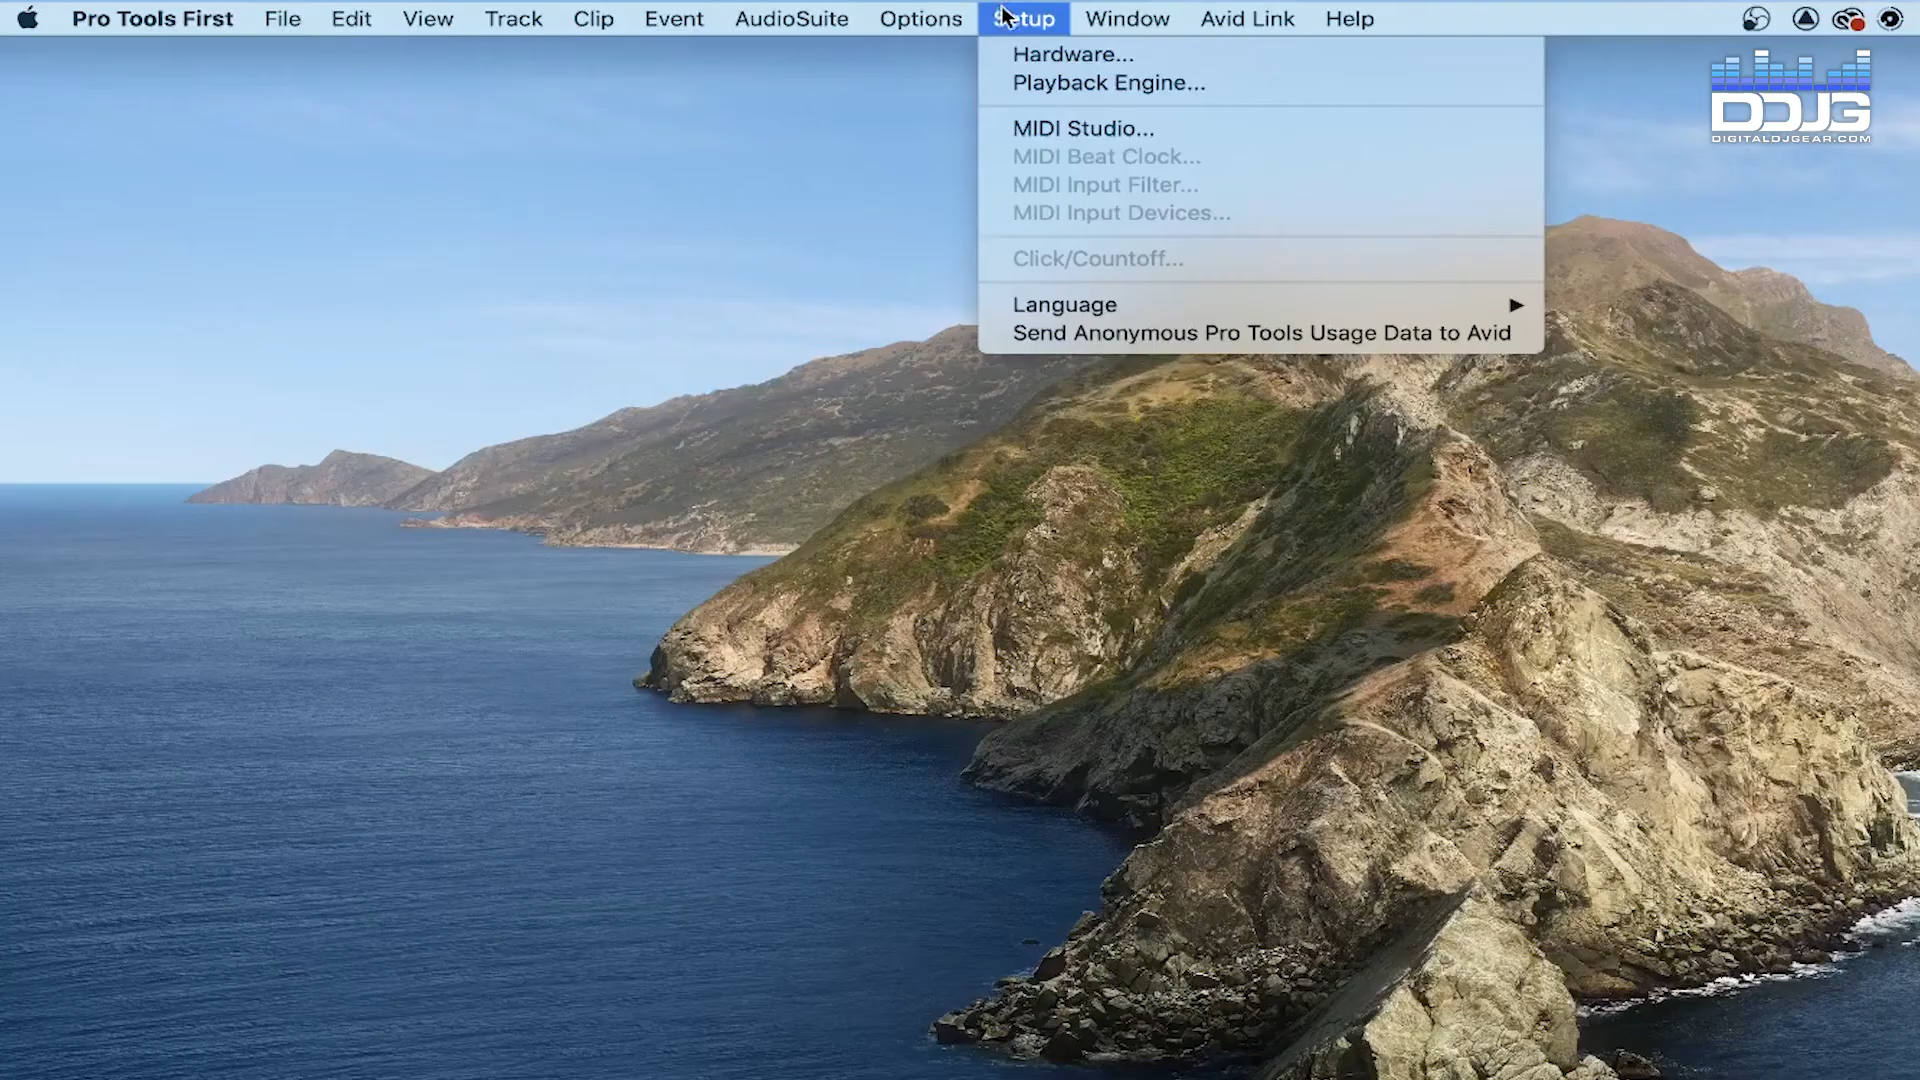 Pro Tools First File Edit View Track Clip Event AudioSuite Options Setup Window Avid Link Help
Hardware...
Playback Engine...
MIDI Studio...
MIDI Beat Clock...
MIDI Input Filter...
MIDI Input Devices...
Click/Countoff...
Language
Send Anonymous Pro Tools Usage Data to Avid
DDJG
DIGITALDJGEAR.COM